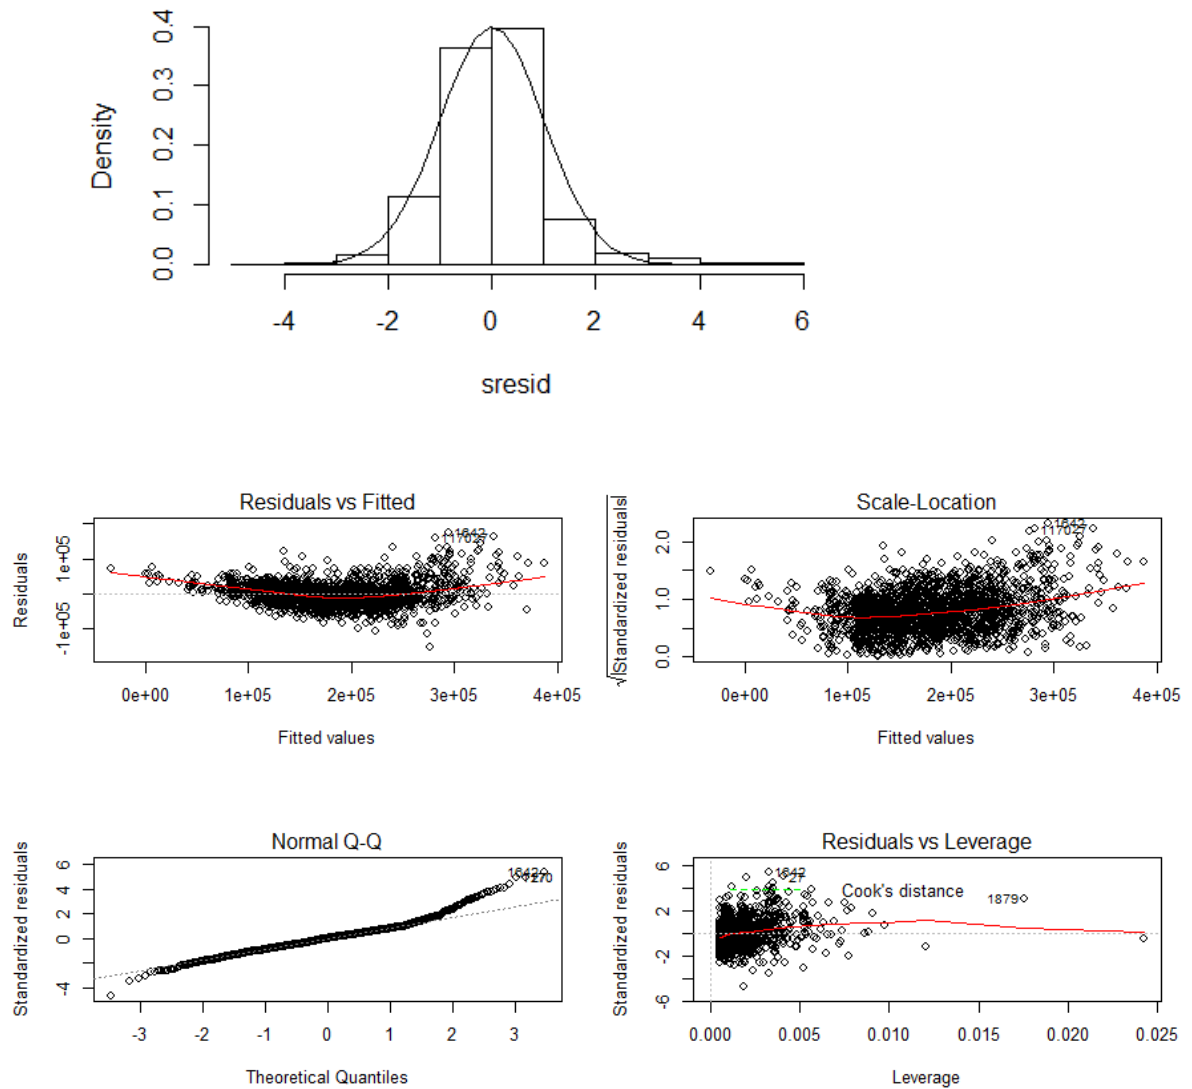 Density
0.0 0.1 0.2 0.3 0.4
-4 -2 0 2 4 6
sresid
Residuals vs Fitted
Residuals
-1e+05 1e+05
1642
0e+00 1e+05 2e+05 3e+05 4e+05
Fitted values
Scale-Location
√|Standardized residuals|
0.0 1.0 2.0
1642
0e+00 1e+05 2e+05 3e+05 4e+05
Fitted values
Normal Q-Q
Standardized residuals
-4 0 2 4 6
-3 -2 -1 0 1 2 3
Theoretical Quantiles
Residuals vs Leverage
Standardized residuals
-6 -2 2 6
1642
27
Cook's distance
1879
0.000 0.005 0.010 0.015 0.020 0.025
Leverage